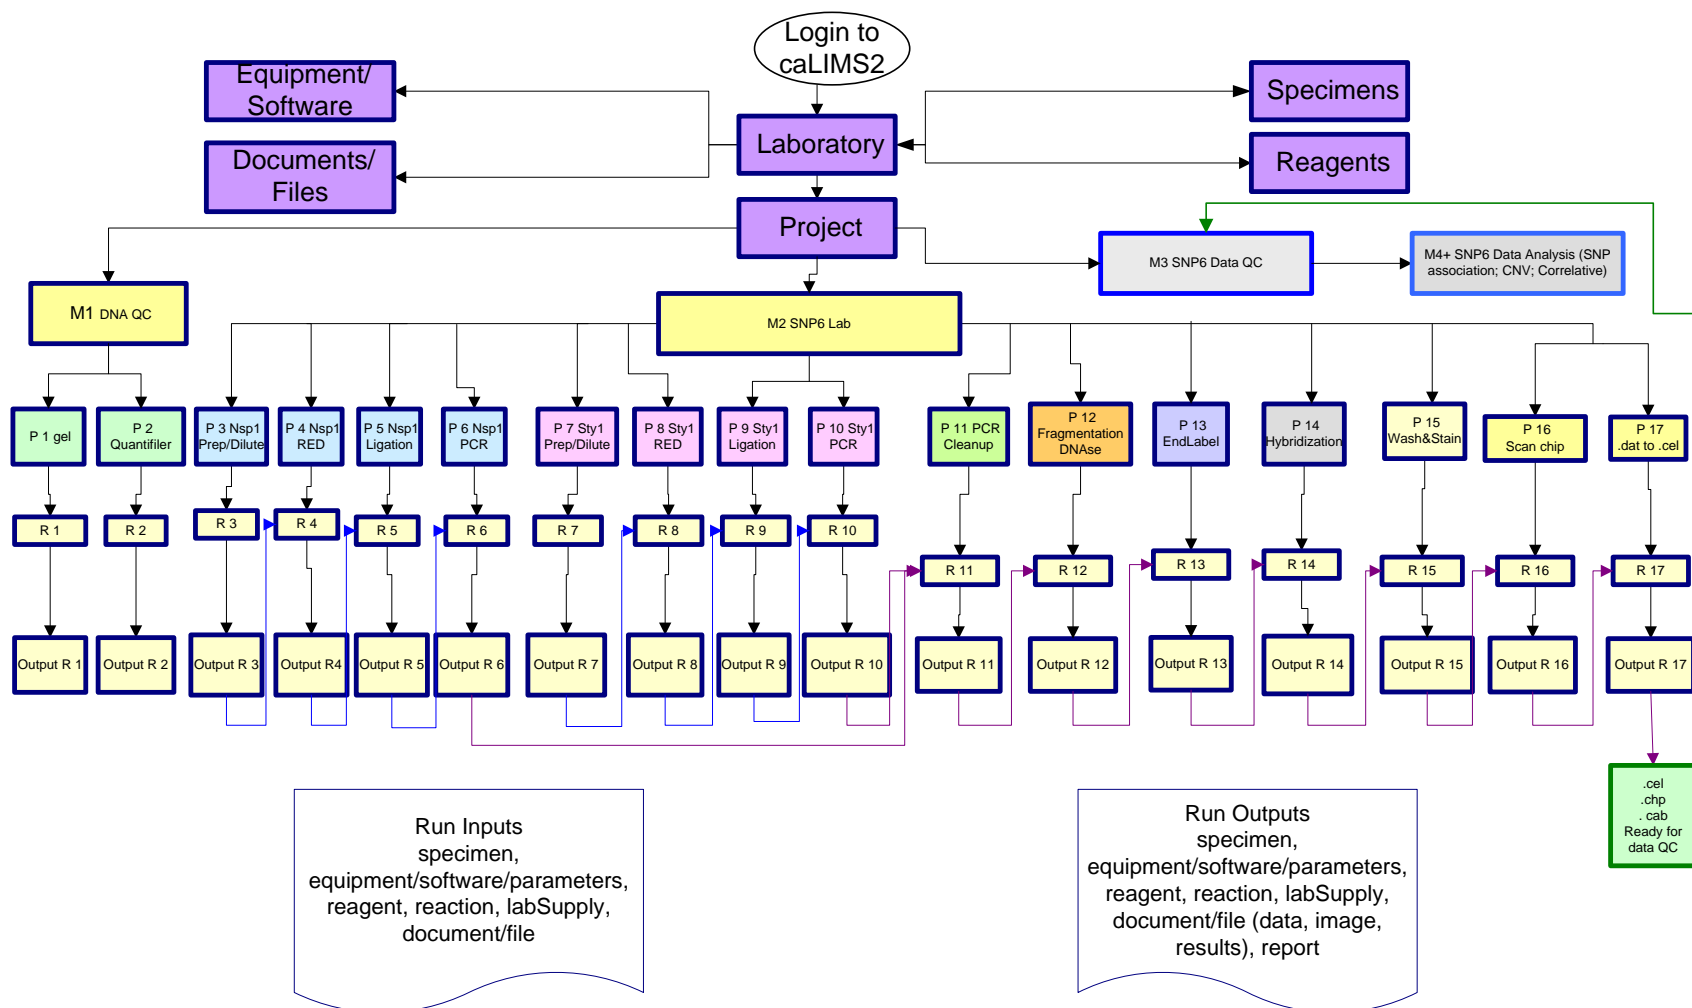 Login to
caLIMS2
Equipment/
Software
Specimens
Laboratory
Documents/
Files
Reagents
Project
M3 SNP6 Data QC
M4+ SNP6 Data Analysis (SNP
association; CNV; Correlative)
M1 DNA QC
M2 SNP6 Lab
P 1 gel
P 2
Quantifiler
P 3 Nsp1
Prep/Dilute
P 4 Nsp1
RED
P 5 Nsp1
Ligation
P 6 Nsp1
PCR
P 7 Sty1
Prep/Dilute
P 8 Sty1
RED
P 9 Sty1
Ligation
P 10 Sty1
PCR
P 11 PCR
Cleanup
P 12
Fragmentation
DNAse
P 13
EndLabel
P 14
Hybridization
P 15
Wash&Stain
P 16
Scan chip
P 17
.dat to .cel
R 1
R 2
R 3
R 4
R 5
R 6
R 7
R 8
R 9
R 10
R 11
R 12
R 13
R 14
R 15
R 16
R 17
Output R 1
Output R 2
Output R 3
Output R4
Output R 5
Output R 6
Output R 7
Output R 8
Output R 9
Output R 10
Output R 11
Output R 12
Output R 13
Output R 14
Output R 15
Output R 16
Output R 17
.cel
.chp
. cab
Ready for
data QC
Run Inputs
specimen,
equipment/software/parameters,
reagent, reaction, labSupply,
document/file
Run Outputs
specimen,
equipment/software/parameters,
reagent, reaction, labSupply,
document/file (data, image,
results), report